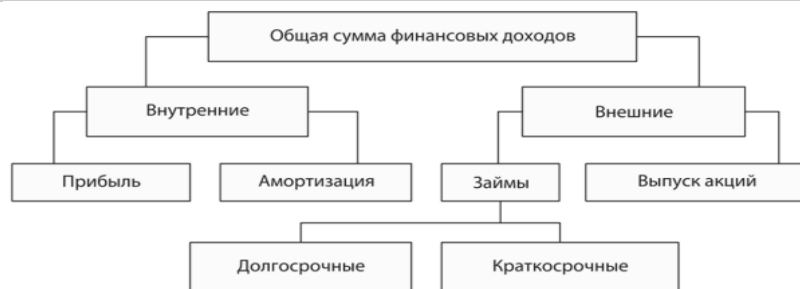 Общая сумма финансовых доходов
Внутренние
Внешние
Прибыль
Амортизация
Займы
Выпуск акций
Долгосрочные
Краткосрочные